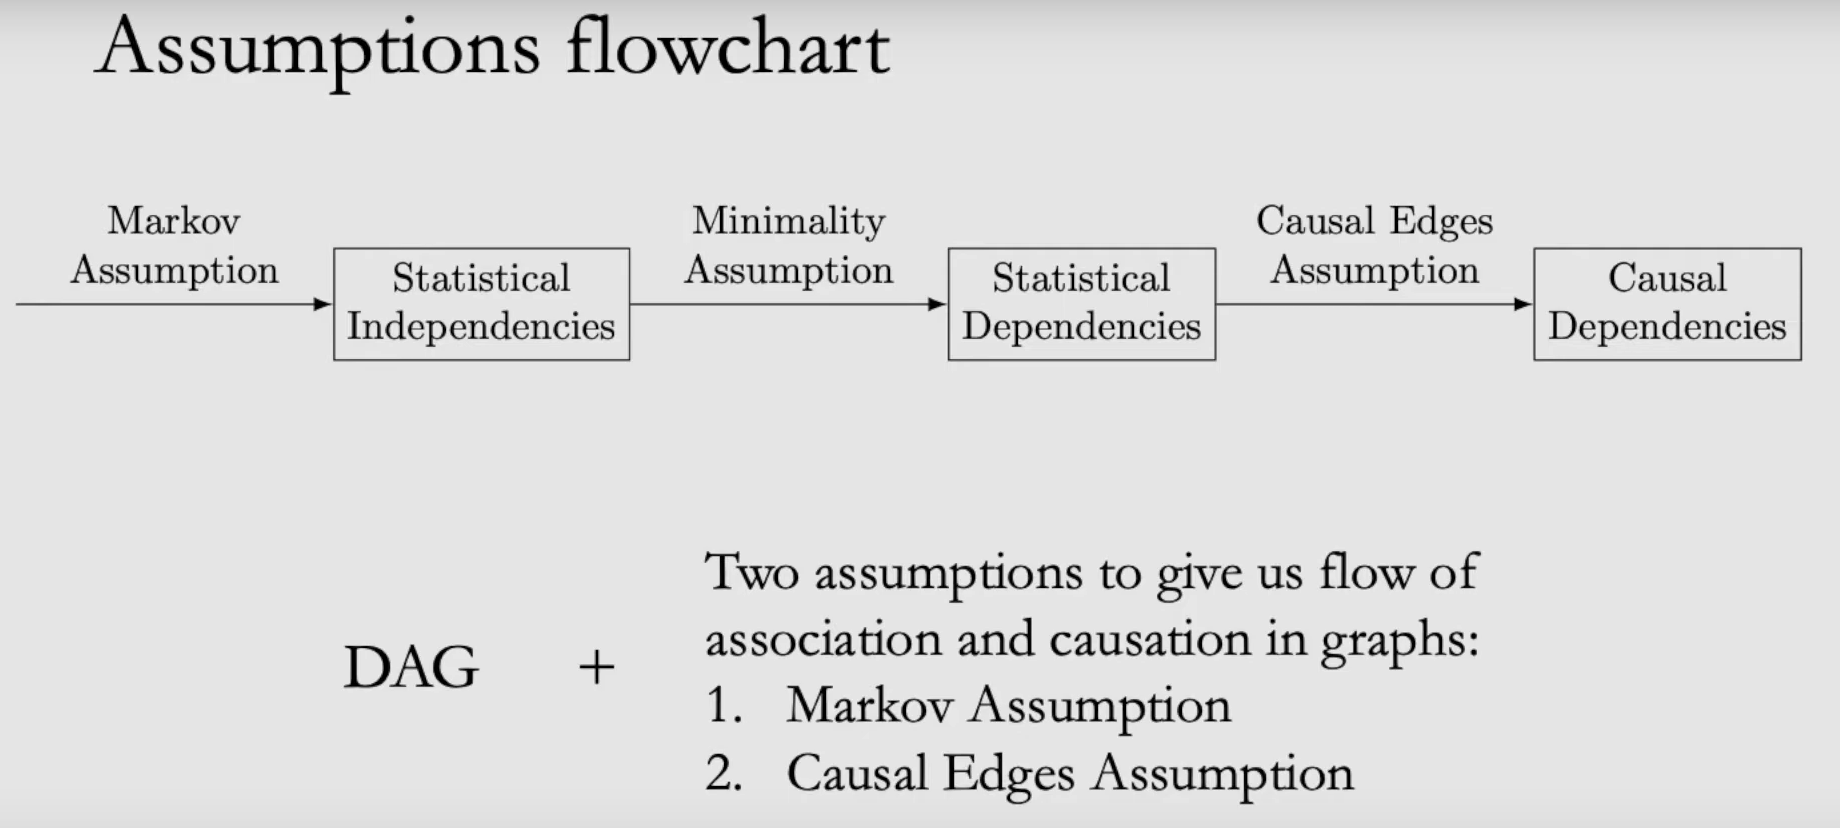 Assumptions flowchart
Markov
Assumption
Statistical
Independencies
Minimality
Assumption
Statistical
Dependencies
Causal Edges
Assumption
Causal
Dependencies
DAG +
Two assumptions to give us flow of
association and causation in graphs:
1. Markov Assumption
2. Causal Edges Assumption